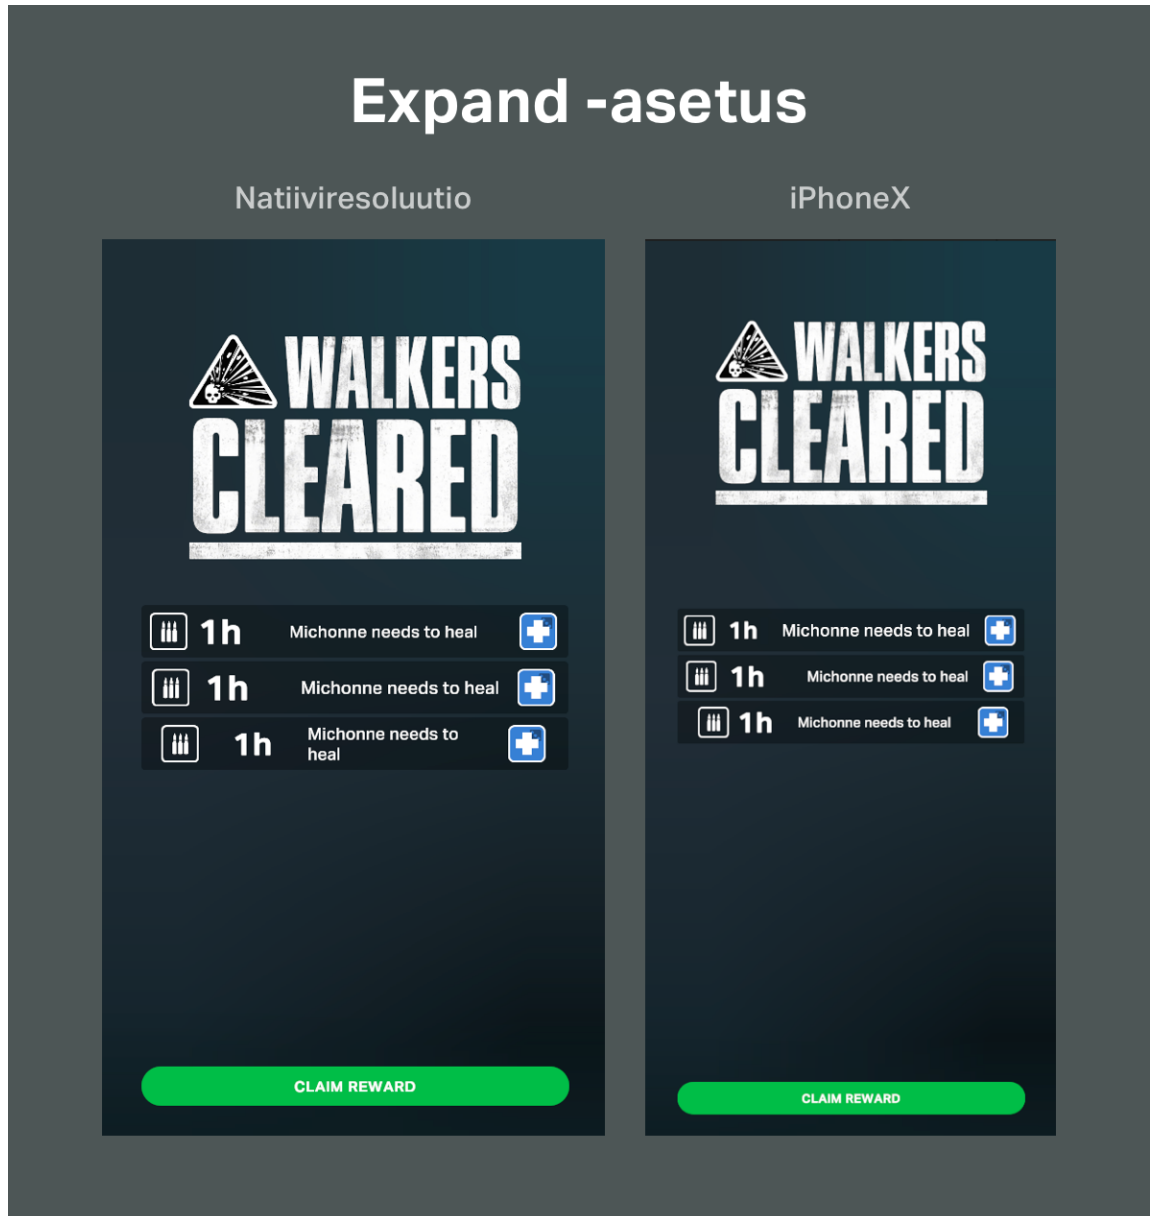 Expand -asetus
Natiiviresoluutio
iPhoneX
WALKERS
CLEARED
1h Michonne needs to heal
1h Michonne needs to heal
1h Michonne needs to
heal
CLAIM REWARD
WALKERS
CLEARED
1h Michonne needs to heal
1h Michonne needs to heal
1h Michonne needs to heal
CLAIM REWARD